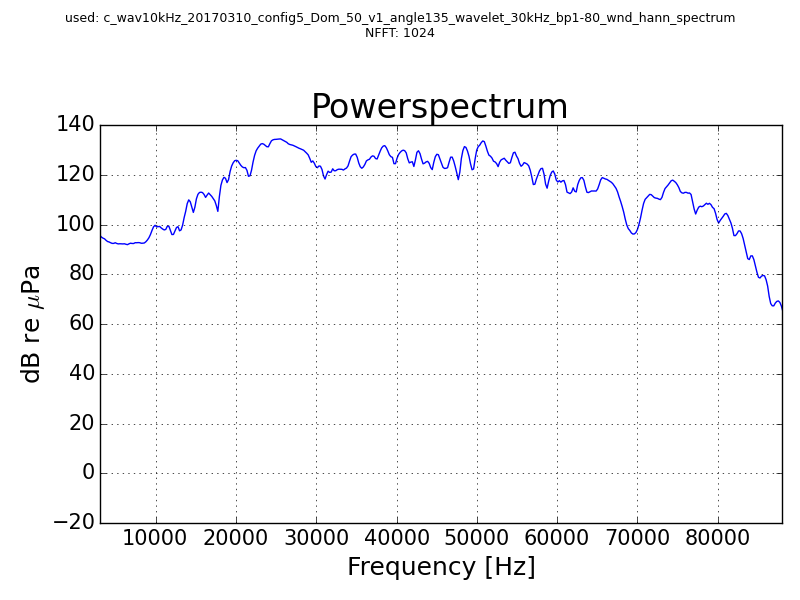 used: c_wav10kHz_20170310_config5_Dom_50_v1_angle135_wavelet_30kHz_bp1-80_wnd_hann_spectrum
NFFT: 1024
Powerspectrum
140
120
100
80
60
40
20
0
−20
dB re μPa
10000 20000 30000 40000 50000 60000 70000 80000
Frequency [Hz]